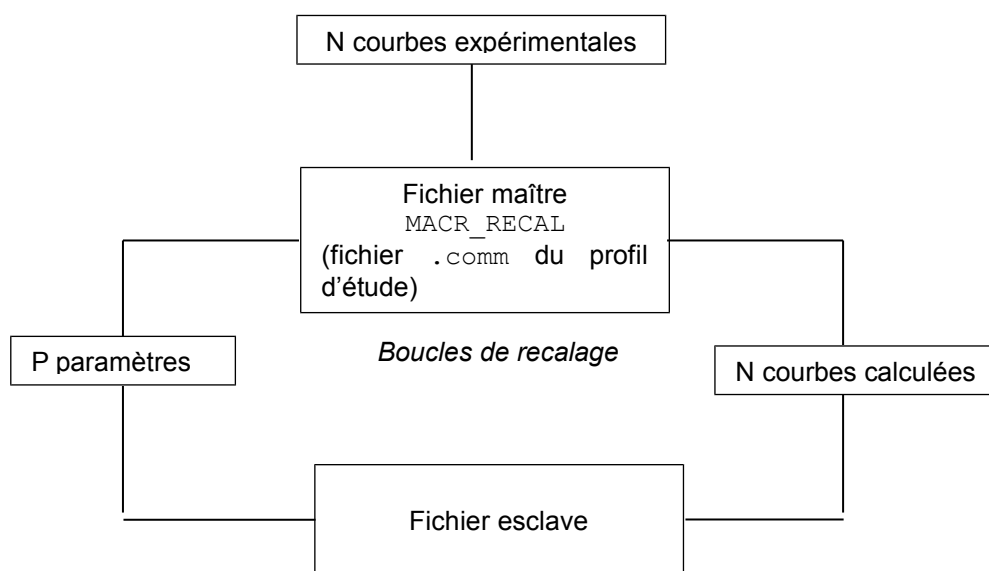 N courbes expérimentales
Fichier maître
MACR_RECAL
(fichier .comm du profil
d'étude)
P paramètres
Boucles de recalage
N courbes calculées
Fichier esclave